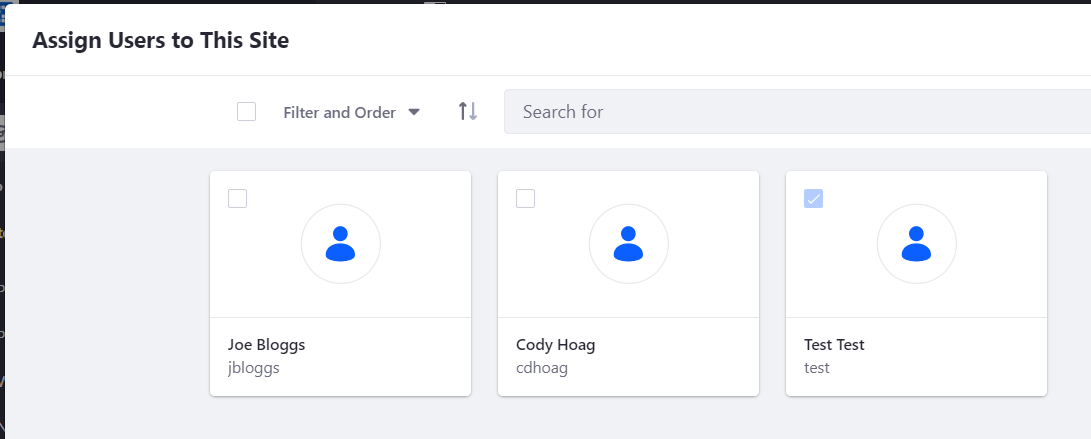 Assign Users to This Site
Filter and Order
Search for
Joe Bloggs
jbloggs
Cody Hoag
cdhoag
Test Test
test